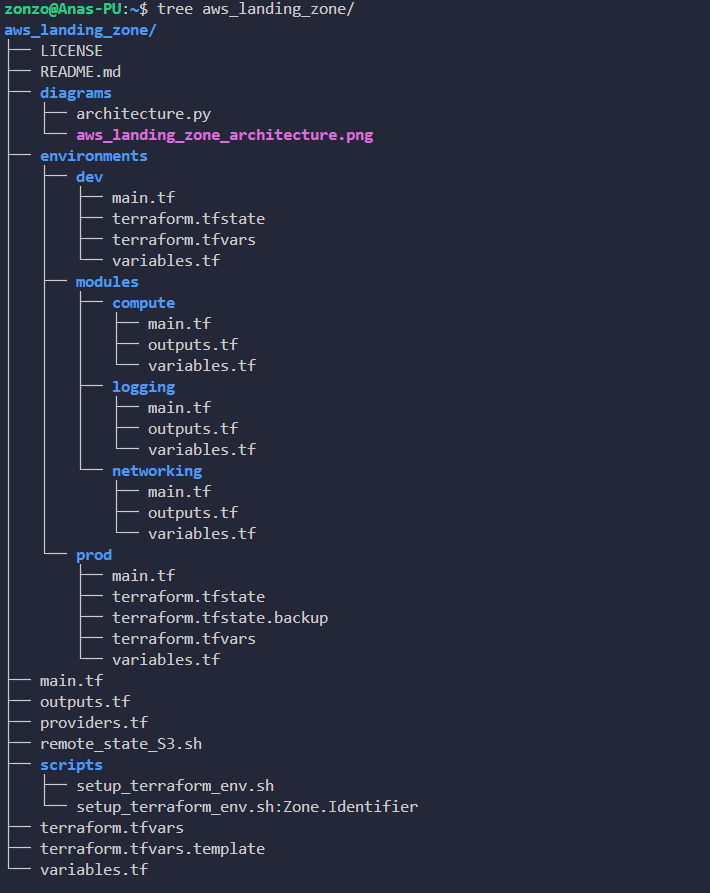 zonzo@Anas-PU:~$ tree aws_landing_zone/
aws_landing_zone/
├── LICENSE
├── README.md
├── diagrams
│   ├── architecture.py
│   └── aws_landing_zone_architecture.png
├── environments
│   ├── dev
│   │   ├── main.tf
│   │   ├── terraform.tfstate
│   │   ├── terraform.tfvars
│   │   └── variables.tf
│   ├── modules
│   │   ├── compute
│   │   │   ├── main.tf
│   │   │   ├── outputs.tf
│   │   │   └── variables.tf
│   │   ├── logging
│   │   │   ├── main.tf
│   │   │   ├── outputs.tf
│   │   │   └── variables.tf
│   │   └── networking
│   │       ├── main.tf
│   │       ├── outputs.tf
│   │       └── variables.tf
│   └── prod
│       ├── main.tf
│       ├── terraform.tfstate
│       ├── terraform.tfstate.backup
│       ├── terraform.tfvars
│       └── variables.tf
├── main.tf
├── outputs.tf
├── providers.tf
├── remote_state_S3.sh
├── scripts
│   ├── setup_terraform_env.sh
│   └── setup_terraform_env.sh:Zone.Identifier
├── terraform.tfvars
├── terraform.tfvars.template
└── variables.tf